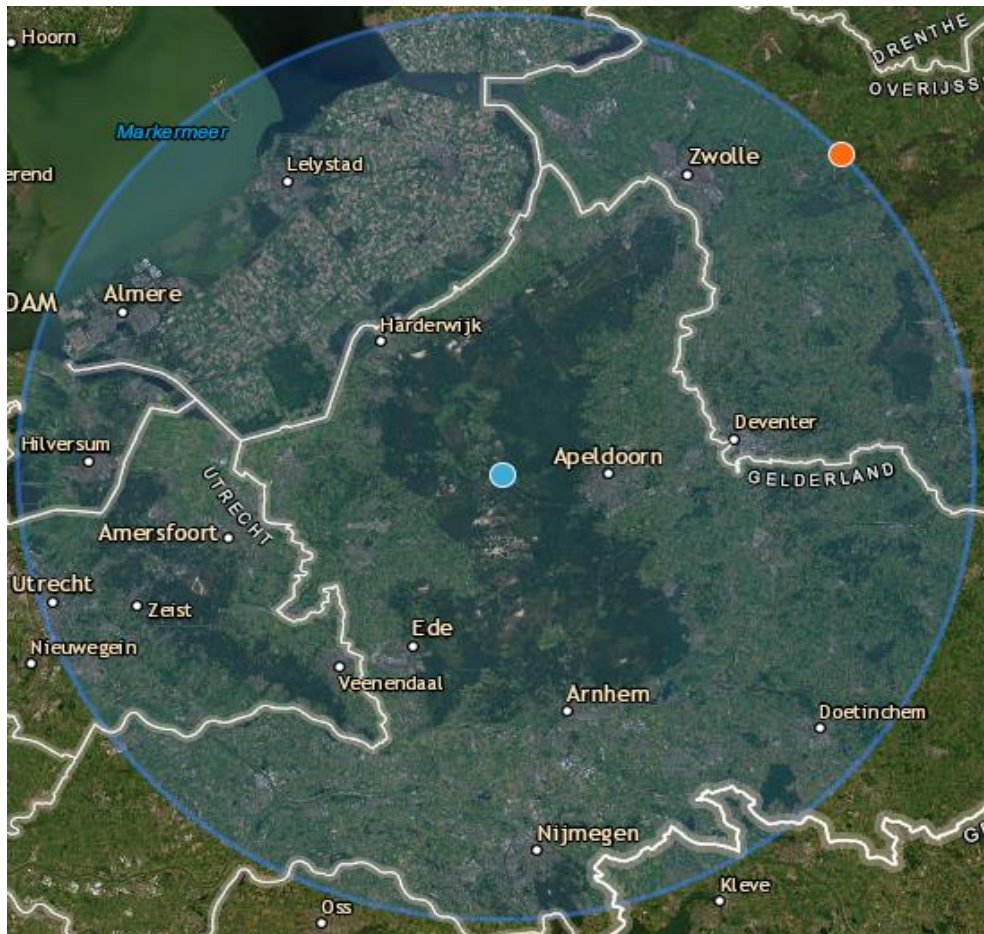 Hoorn
DRENTHE
OVERIJSS
Markermeer
Zwolle
Lelystad
erend
Almere
DAM
Harderwijk
Deventer
Hilversum
Apeldoorn
GELDERLAND
UTRECHT
Amersfoort
Utrecht
Zeist
Ede
Nieuwegein
Veenendaal
Arnhem
Doetinchem
Nijmegen
G
Kleve
Oss